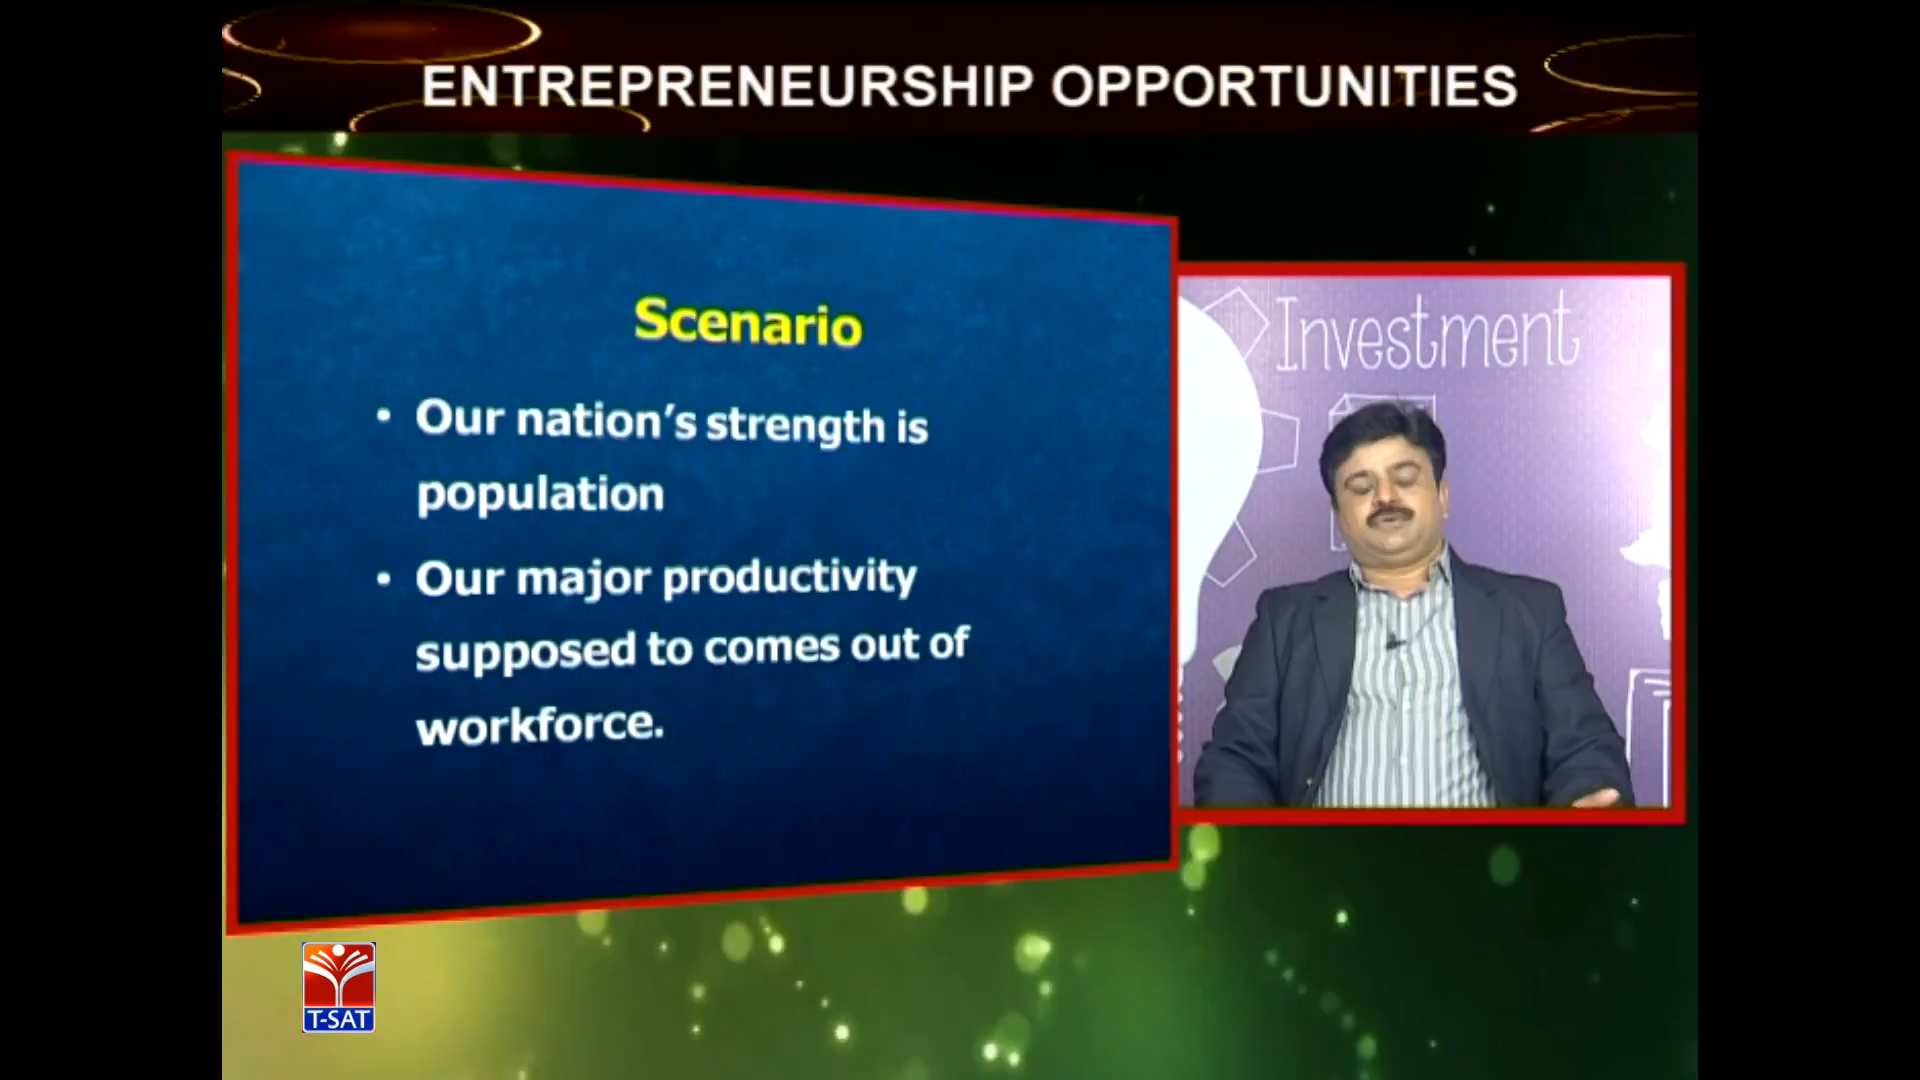 ENTREPRENEURSHIP OPPORTUNITIES
Scenario
• Our nation's strength is
population
• Our major productivity
supposed to comes out of
workforce.
Investment
T-SAT